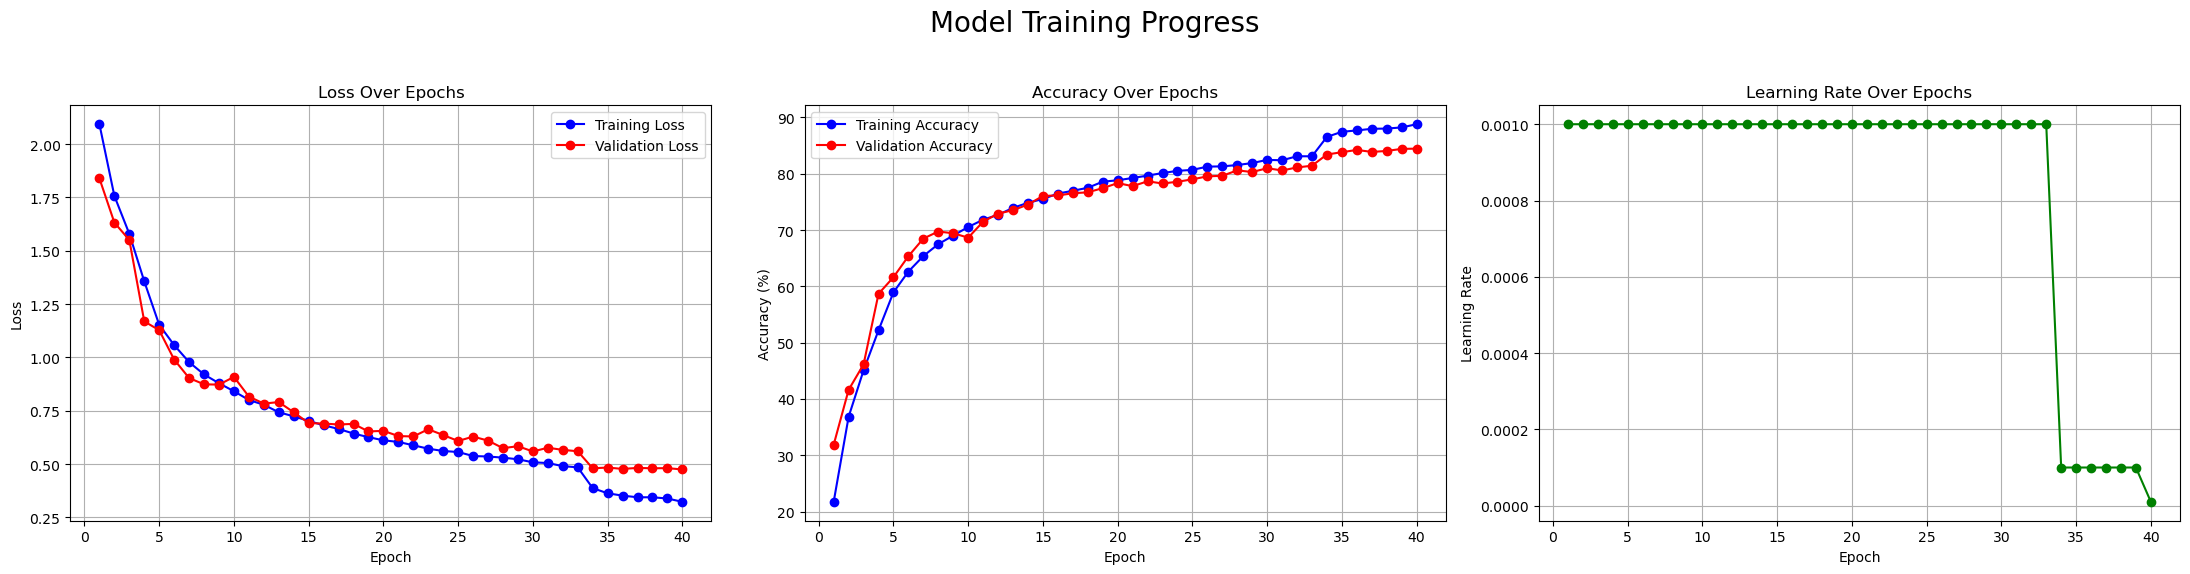 Model Training Progress
Loss Over Epochs
Training Loss
Validation Loss
2.00
1.75
1.50
1.25
1.00
0.75
0.50
0.25
Loss
0 5 10 15 20 25 30 35 40
Epoch
Accuracy Over Epochs
Training Accuracy
Validation Accuracy
90
80
70
60
50
40
30
20
Accuracy (%)
0 5 10 15 20 25 30 35 40
Epoch
Learning Rate Over Epochs
0.0010
0.0008
0.0006
0.0004
0.0002
0.0000
Learning Rate
0 5 10 15 20 25 30 35 40
Epoch